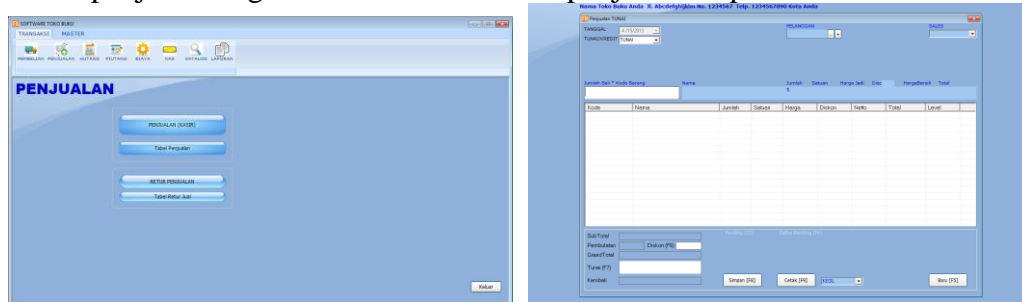 SOFTWARE TOKO BUKU
TRANSAKSI MASTER
PEMBELIAN PENJUALAN HUTANG PIUTANG BIAYA KAS KATALOG LAPORAN
PENJUALAN
PENJUALAN (KASIR)
Tabel Penjualan
RETUR PENJUALAN
Tabel Retur Jual
Keluar
Nama Toko Buku Anda Jl. Abcdefghijklm No. 1234567 Telp. 1234567890 Kota Anda
Penjualan TUNAI
TANGGAL PELANGGAN SALES
TUNAI/KREDIT TUNAI
Jumlah Beli * Kode Barang Nama Jumlah Satuan Harga Jadi Disc HargaBersih Total
Kode Nama Jumlah Satuan Harga Diskon Netto Total Level
SubTotal
Pembulatan Diskon (F6)
GrandTotal
Tunai (F7)
Kembali Simpan [F8] Cetak [F9] KECIL Baru [F5]